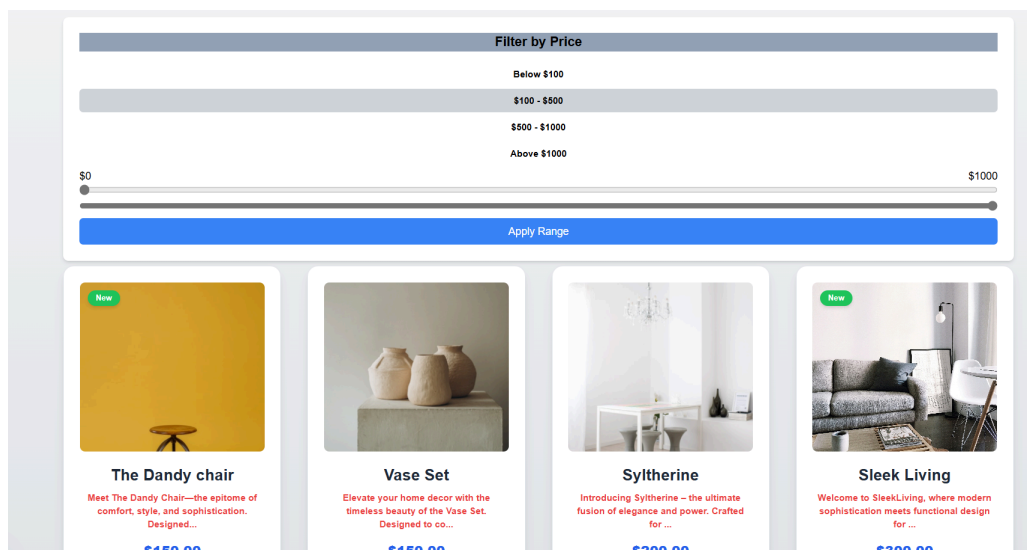 Filter by Price
Below $100
$100 - $500
$500 - $1000
Above $1000
$0 $1000
Apply Range
New
New
The Dandy chair
Meet The Dandy Chair—the epitome of
comfort, style, and sophistication.
Designed...
Vase Set
Elevate your home decor with the
timeless beauty of the Vase Set.
Designed to co...
Syltherine
Introducing Syltherine – the ultimate
fusion of elegance and power. Crafted
for ...
Sleek Living
Welcome to SleekLiving, where modern
sophistication meets functional design
for ...